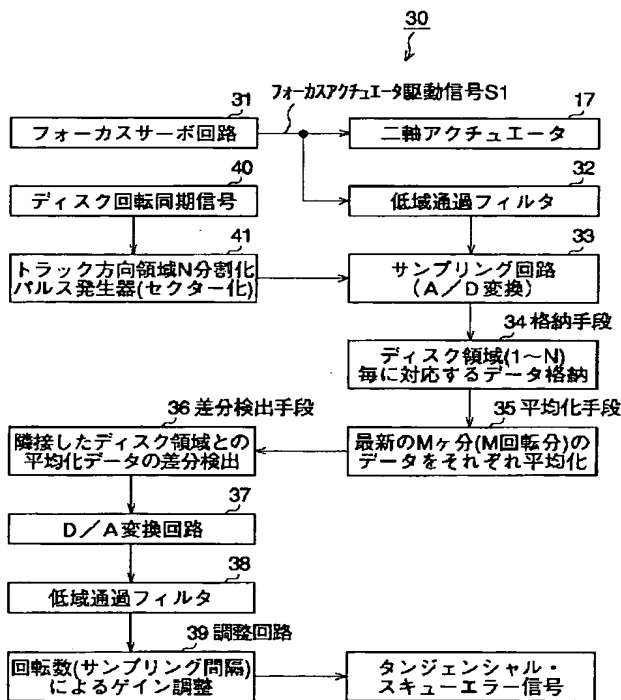 30
31
フォーカスアクチュエータ駆動信号S1
17
フォーカスサーボ回路
二軸アクチュエータ
40
32
ディスク回転同期信号
低域通過フィルタ
41
33
トラック方向領域N分割化
パルス発生器(セクター化)
サンプリング回路
(A/D変換)
34 格納手段
ディスク領域(1〜N)
毎に対応するデータ格納
36 差分検出手段
35 平均化手段
隣接したディスク領域との
平均化データの差分検出
最新のMヶ分(M回転分)の
データをそれぞれ平均化
37
D/A変換回路
38
低域通過フィルタ
39 調整回路
回転数(サンプリング間隔)
によるゲイン調整
タンジェンシャル・
スキューエラー信号